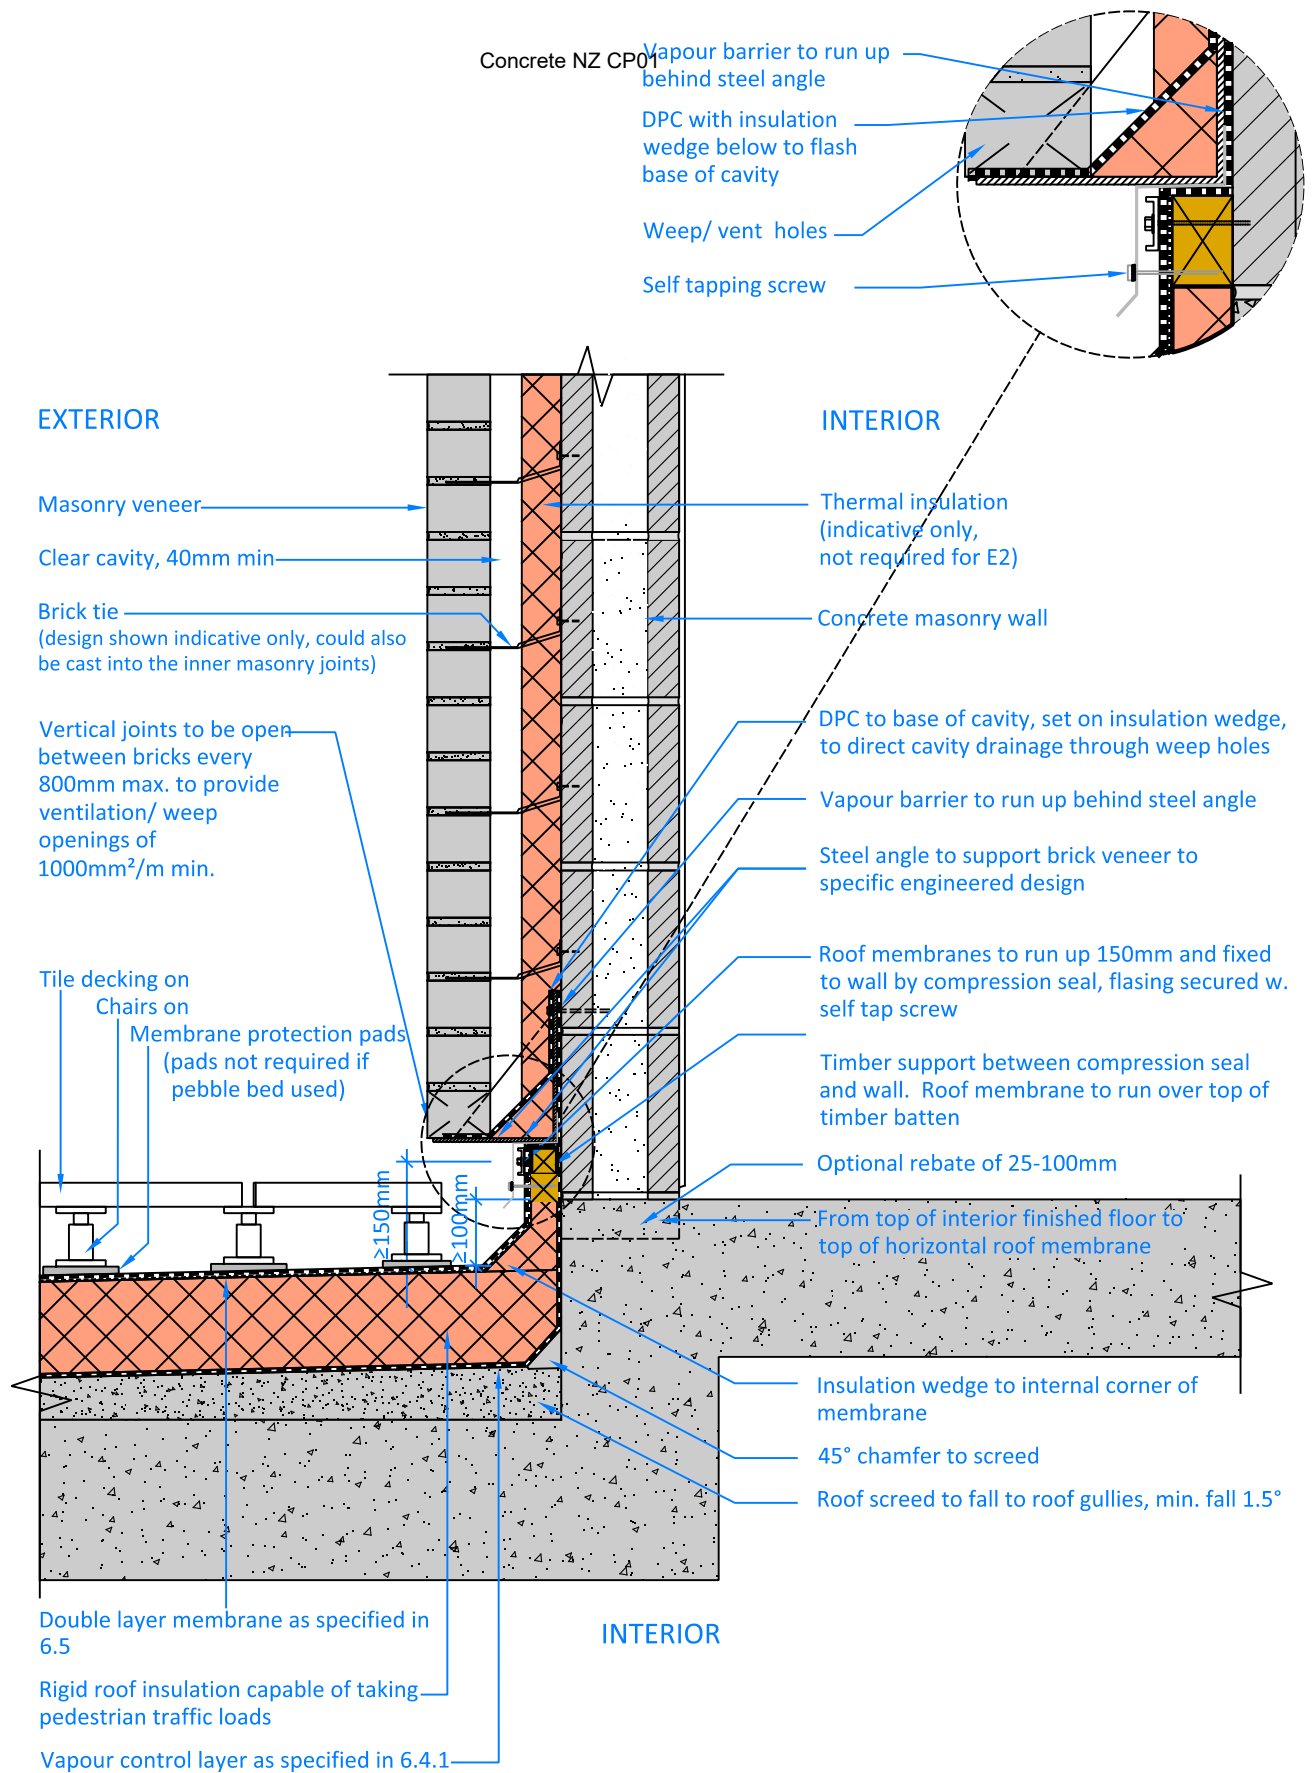 Concrete NZ CP01
Vapour barrier to run up
behind steel angle
DPC with insulation
wedge below to flash
base of cavity
Weep/ vent holes
Self tapping screw
EXTERIOR
INTERIOR
Masonry veneer
Clear cavity, 40mm min
Brick tie
(design shown indicative only, could also
be cast into the inner masonry joints)
Vertical joints to be open
between bricks every
800mm max. to provide
ventilation/ weep
openings of
1000mm²/m min.
Tile decking on
Chairs on
Membrane protection pads
(pads not required if
pebble bed used)
Thermal insulation
(indicative only,
not required for E2)
Concrete masonry wall
DPC to base of cavity, set on insulation wedge,
to direct cavity drainage through weep holes
Vapour barrier to run up behind steel angle
Steel angle to support brick veneer to
specific engineered design
Roof membranes to run up 150mm and fixed
to wall by compression seal, flasing secured w.
self tap screw
Timber support between compression seal
and wall. Roof membrane to run over top of
timber batten
Optional rebate of 25-100mm
From top of interior finished floor to
top of horizontal roof membrane
≥150mm
≥100mm
Insulation wedge to internal corner of
membrane
45° chamfer to screed
Roof screed to fall to roof gullies, min. fall 1.5°
Double layer membrane as specified in
6.5
Rigid roof insulation capable of taking
pedestrian traffic loads
Vapour control layer as specified in 6.4.1
INTERIOR